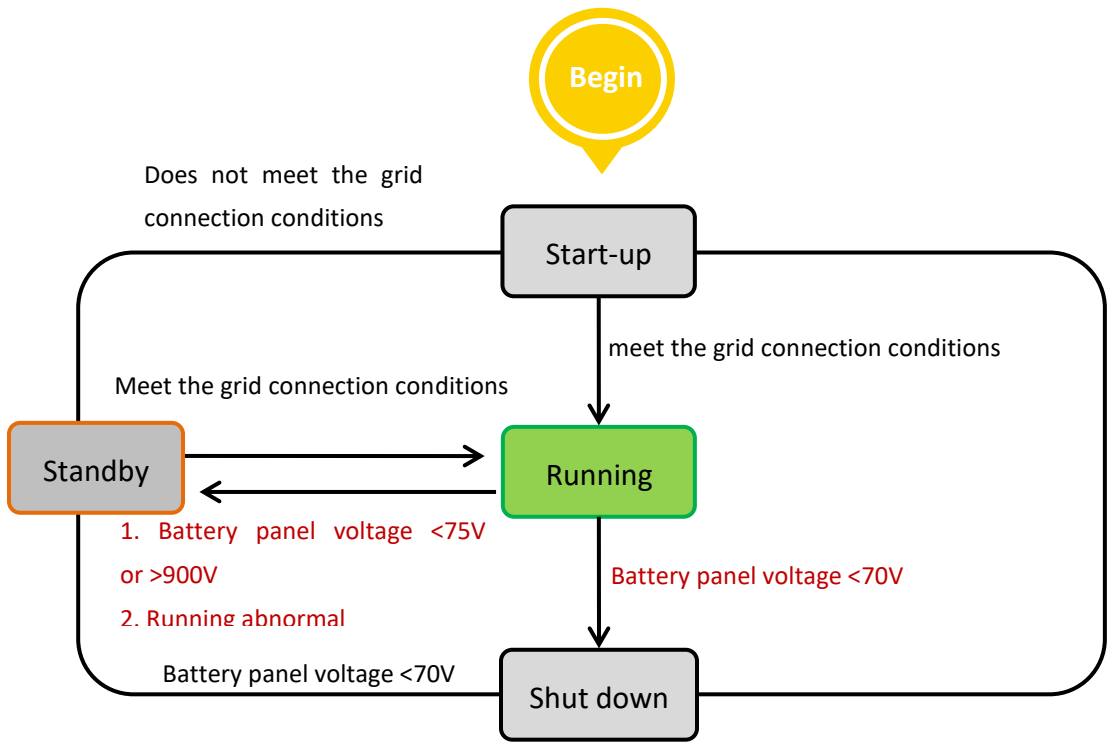 Begin
Does not meet the grid
connection conditions
Start-up
meet the grid connection conditions
Meet the grid connection conditions
Standby
Running
1. Battery panel voltage <75V
or >900V
2. Running abnormal
Battery panel voltage <70V
Battery panel voltage <70V
Shut down